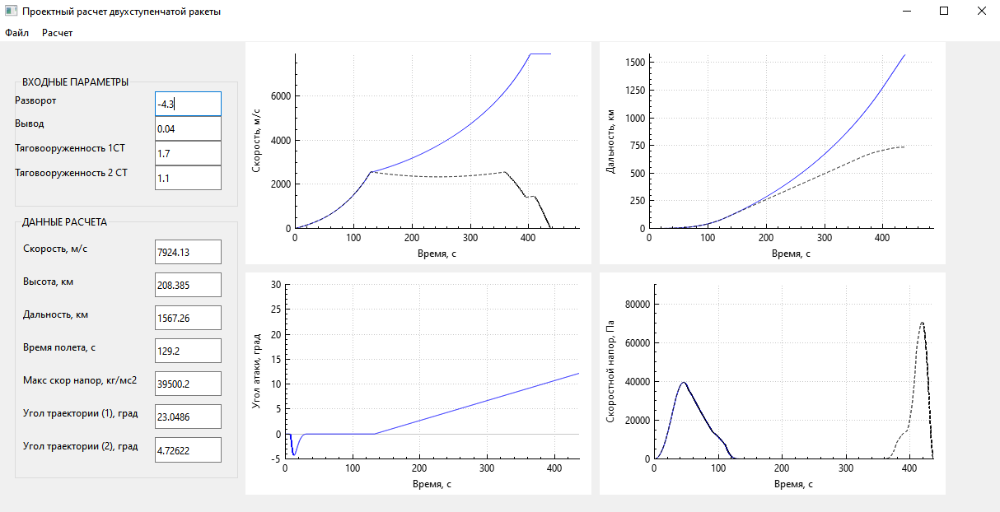 Проектный расчет двухступенчатой ракеты
Файл Расчет
ВХОДНЫЕ ПАРАМЕТРЫ
Разворот -4.3
Вывод 0.04
Тяговооруженность 1СТ 1.7
Тяговооруженность 2 СТ 1.1
ДАННЫЕ РАСЧЕТА
Скорость, м/с 7924.13
Высота, км 208.385
Дальность, км 1567.26
Время полета, с 129.2
Макс скор напор, кг/мс2 39500.2
Угол траектории (1), град 23.0486
Угол траектории (2), град 4.72622
Скорость, м/с
6000
4000
2000
0
0 100 200 300 400
Время, с
Дальность, км
1500
1250
1000
750
500
250
0
0 100 200 300 400
Время, с
Угол атаки, град
30
25
20
15
10
5
0
-5
0 100 200 300 400
Время, с
Скоростной напор, Па
80000
60000
40000
20000
0
0 100 200 300 400
Время, с